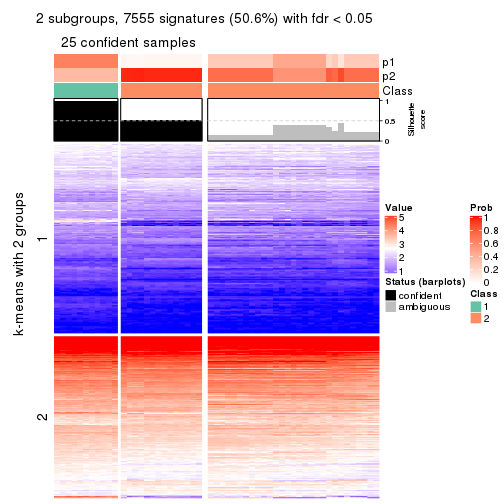 2 subgroups, 7555 signatures (50.6%) with fdr < 0.05
25 confident samples
p1
p2
Class
1
0.5
0
Silhouette
score
k-means with 2 groups
1
2
Value
5
4
3
2
1
Status (barplots)
confident
ambiguous
Prob
1
0.8
0.6
0.4
0.2
0
Class
1
2